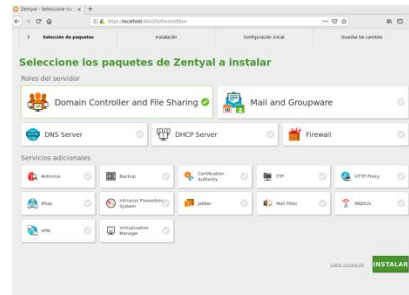 Zentyal - Seleccione los
https://localhost:8443/Software/EBox
Selección de paquetes
Instalación
Configuración inicial
Guardar los cambios
Seleccione los paquetes de Zentyal a instalar
Roles del servidor
Domain Controller and File Sharing
Mail and Groupware
DNS Server
DHCP Server
Firewall
Servicios adicionales
Antivirus
Backup
Certification
Authority
FTP
HTTP Proxy
IPsec
Intrusion Prevention
System
Jabber
Mail Filter
RADIUS
VPN
Virtualization
Manager
INSTALAR